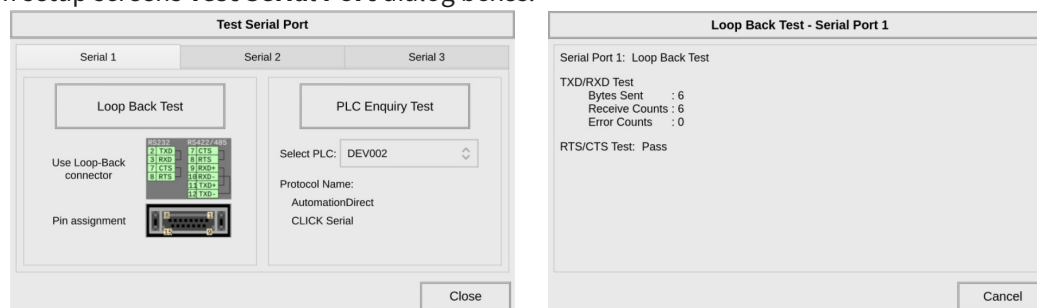 Test Serial Port
Serial 1
Serial 2
Serial 3
Loop Back Test
Use Loop-Back
connector
RS232 RS422/485
2 TXD 7 CTS
3 RXD 8 RTS
7 CTS 9 RXD+
8 RTS 10 RXD-
11 TXD+
12 TXD-
Pin assignment
8 1
15 9
PLC Enquiry Test
Select PLC: DEV002
Protocol Name:
AutomationDirect
CLICK Serial
Close
Loop Back Test - Serial Port 1
Serial Port 1: Loop Back Test
TXD/RXD Test
Bytes Sent : 6
Receive Counts : 6
Error Counts : 0
RTS/CTS Test: Pass
Cancel